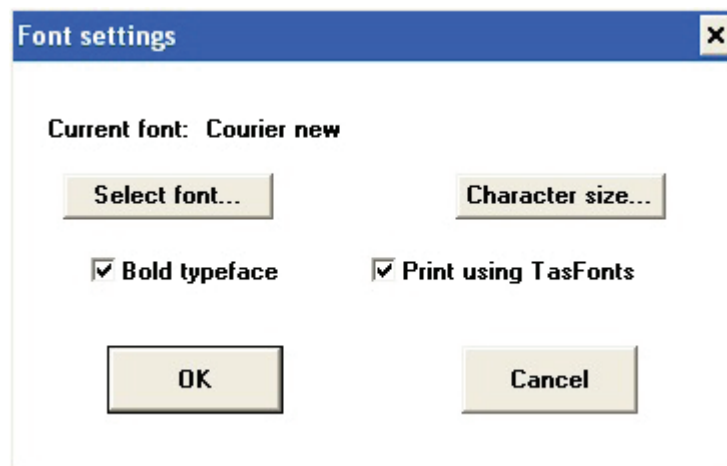 Font settings
Current font: Courier new
Select font... Character size...
Bold typeface Print using TasFonts
OK Cancel